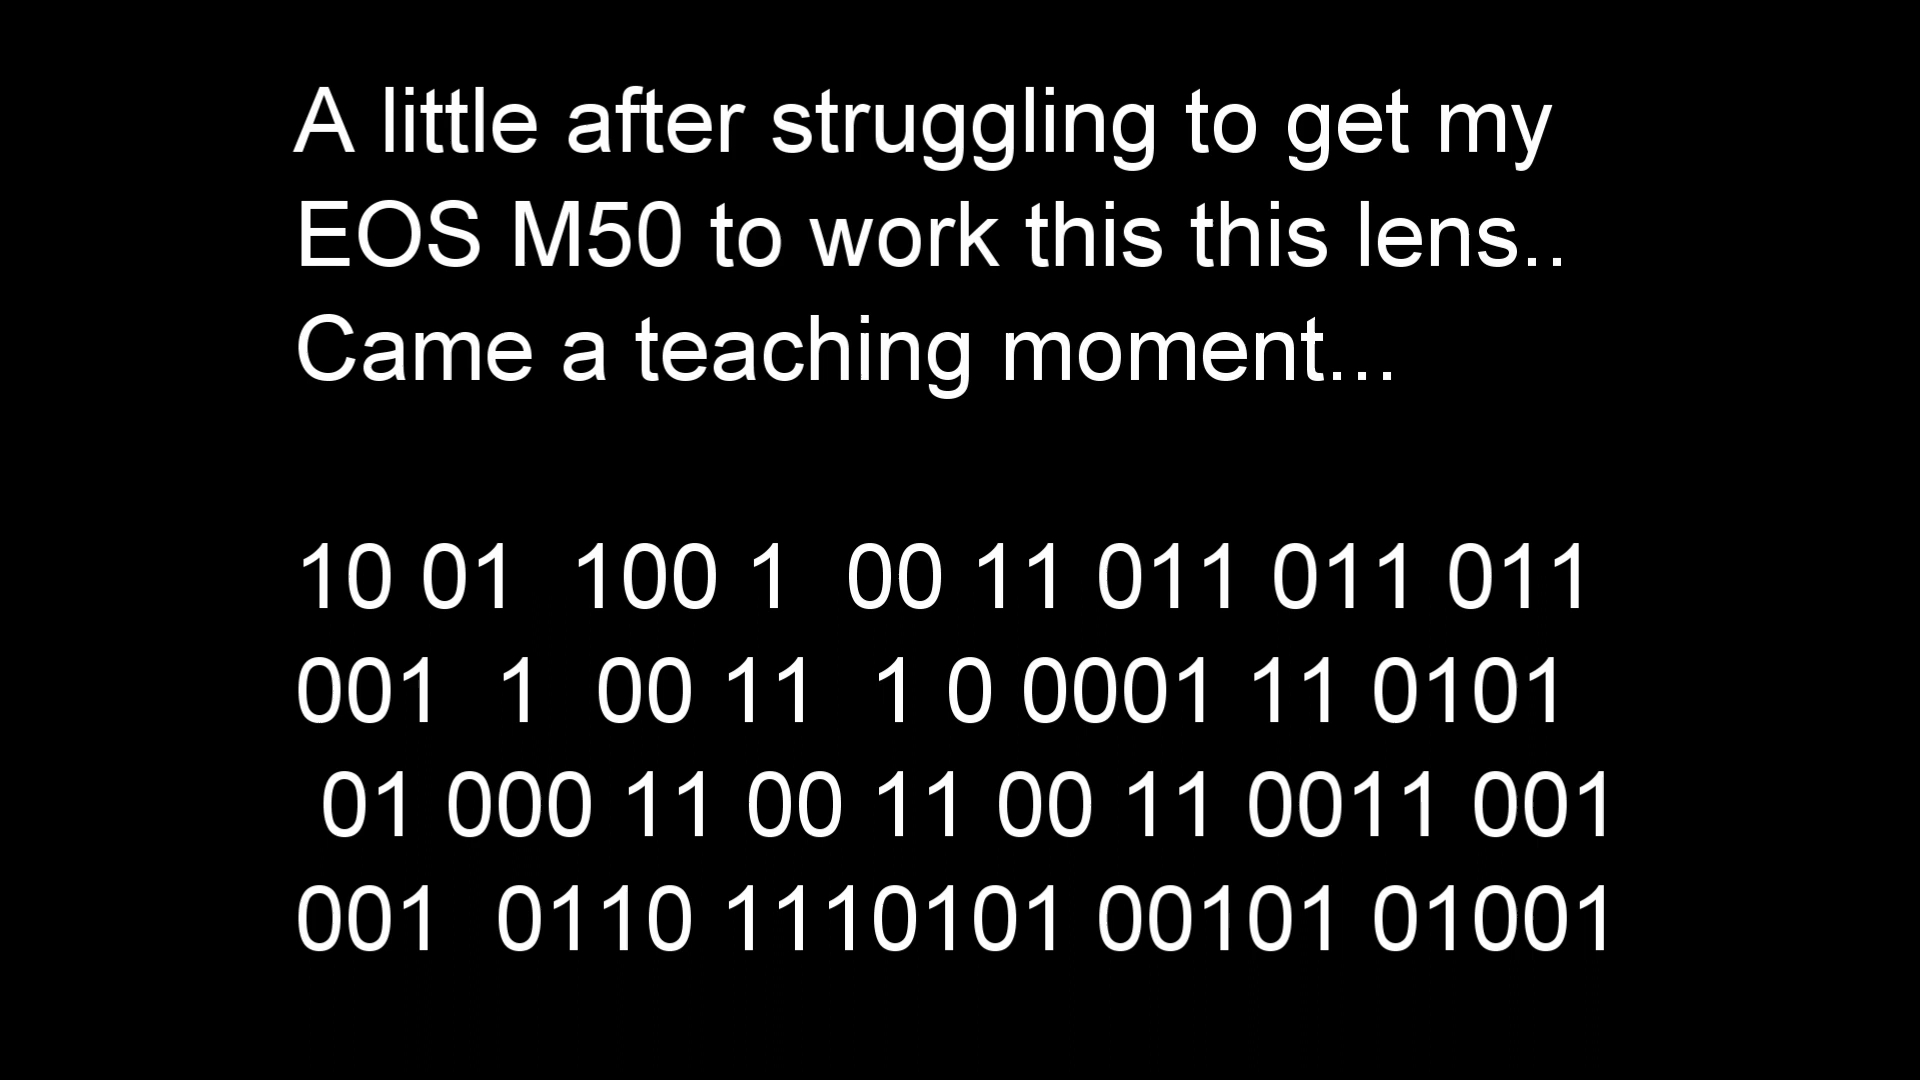 A little after struggling to get my
EOS M50 to work this this lens..
Came a teaching moment...
10 01  100 1  00 11 011 011 011
001  1  00 11  1 0 0001 11 0101
01 000 11 00 11 00 11 0011 001
001  0110 1110101 00101 01001